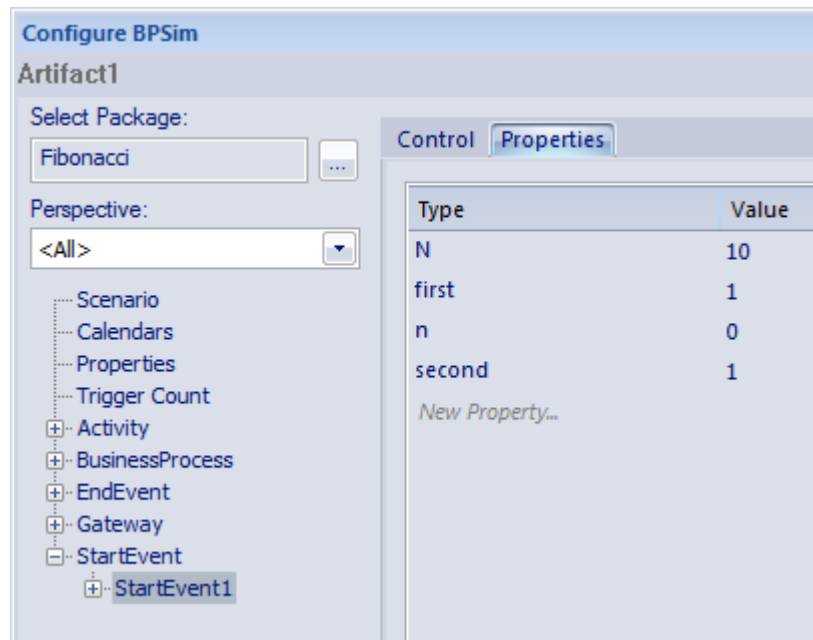 Configure BPSim
Artifact1
Select Package:
Fibonacci
...
Perspective:
<All>
Scenario
Calendars
Properties
Trigger Count
Activity
BusinessProcess
EndEvent
Gateway
StartEvent
StartEvent1
Control Properties
Type Value
N 10
first 1
n 0
second 1
New Property...